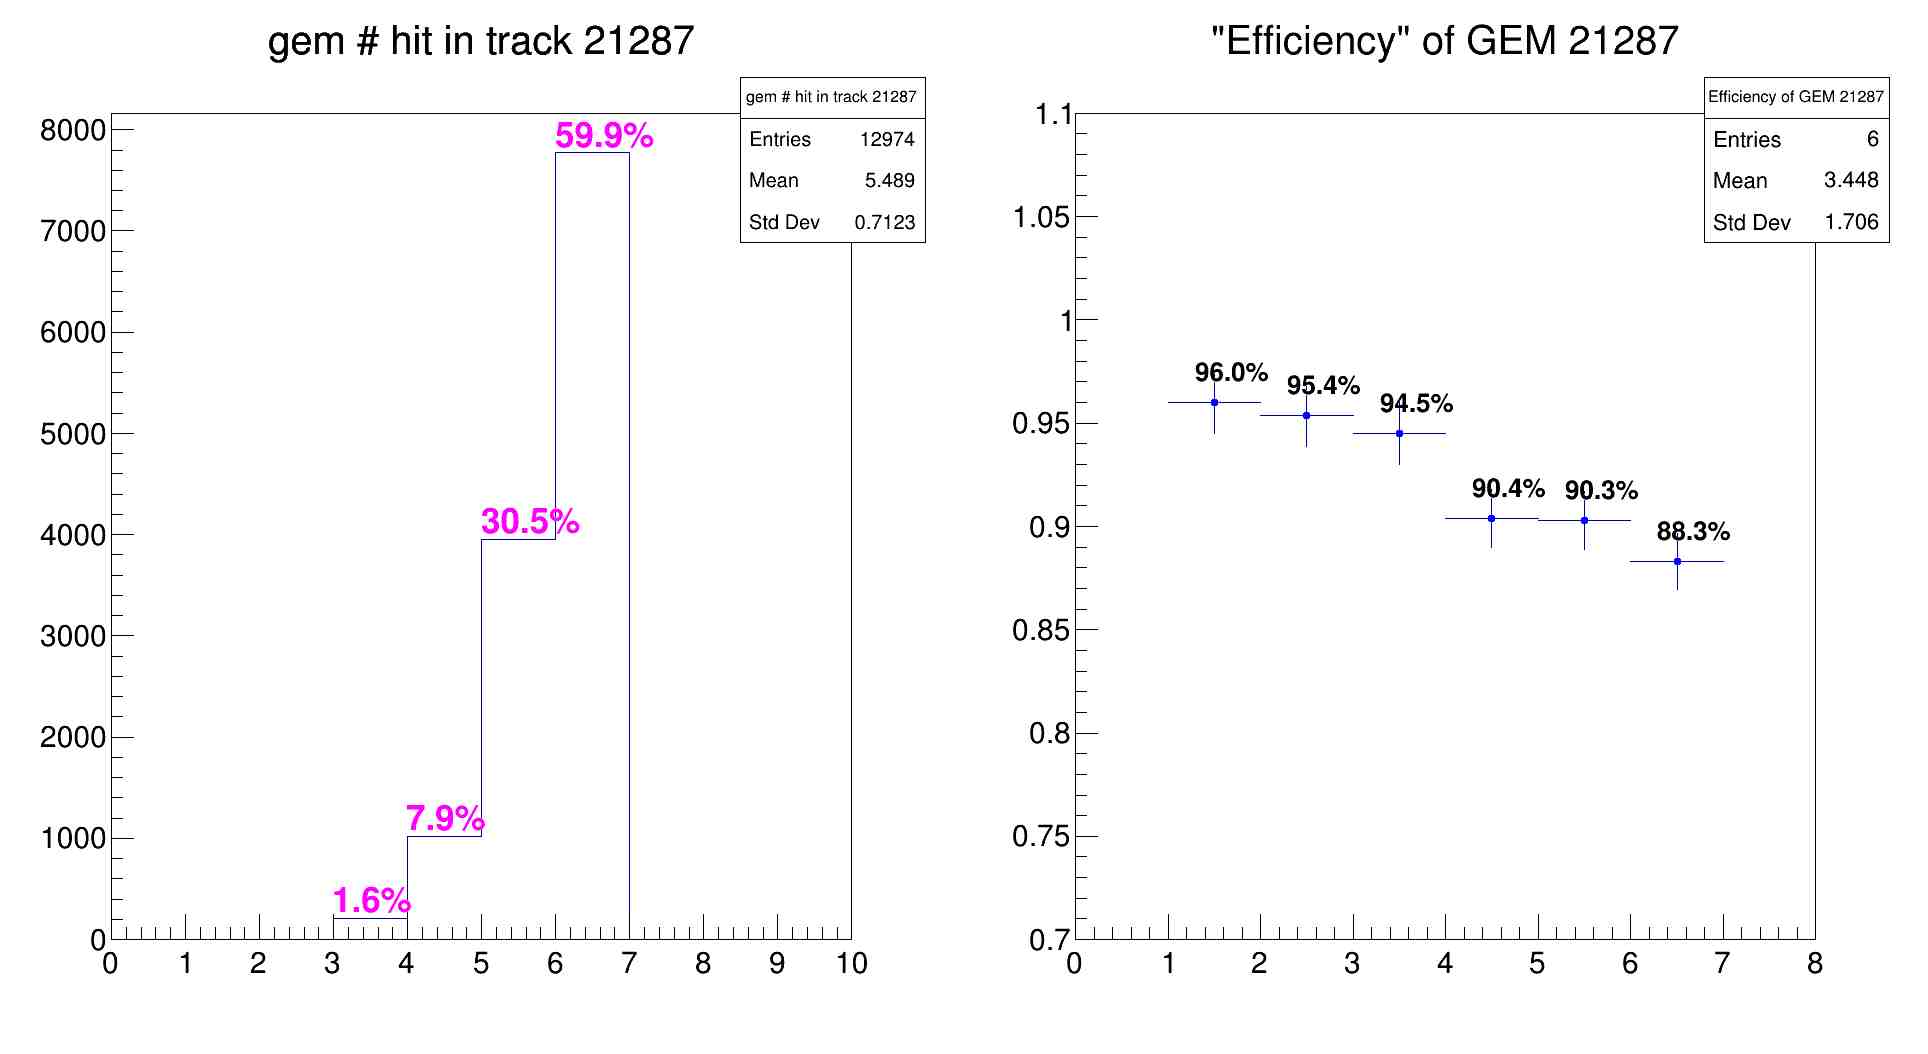 gem # hit in track 21287
gem # hit in track 21287
Entries 12974
Mean 5.489
Std Dev 0.7123
8000
7000
6000
5000
4000
3000
2000
1000
0
59.9%
30.5%
7.9%
1.6%
0 1 2 3 4 5 6 7 8 9 10
"Efficiency" of GEM 21287
Efficiency of GEM 21287
Entries 6
Mean 3.448
Std Dev 1.706
1.1
1.05
1
0.95
0.9
0.85
0.8
0.75
0.7
96.0%
95.4%
94.5%
90.4%
90.3%
88.3%
0 1 2 3 4 5 6 7 8